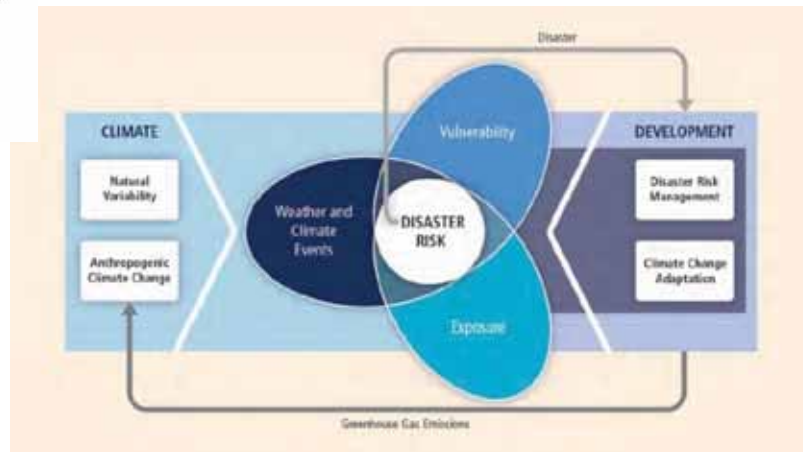 Disaster
CLIMATE
Natural
Variability
Anthropogenic
Climate Change
Weather and
Climate
Events
Vulnerability
DISASTER
RISK
Exposure
DEVELOPMENT
Disaster Risk
Management
Climate Change
Adaptation
Greenhouse Gas Emissions